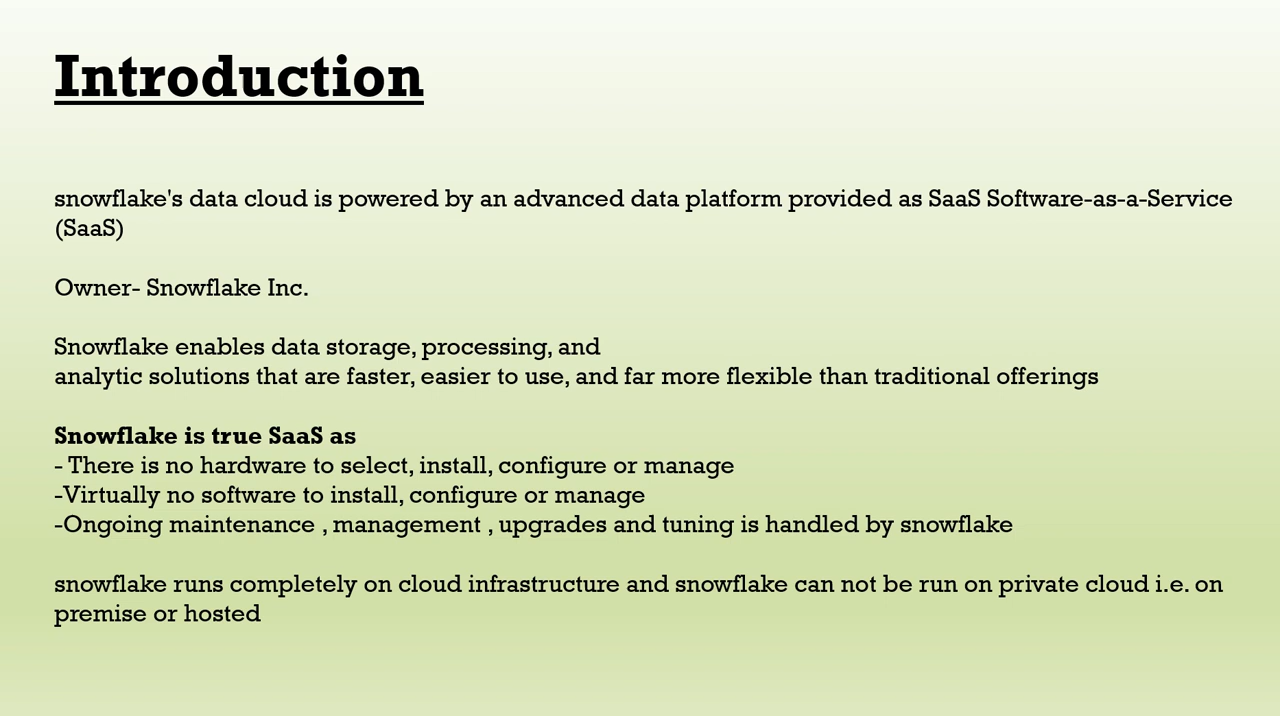 Introduction
snowflake's data cloud is powered by an advanced data platform provided as SaaS Software-as-a-Service
(SaaS)
Owner- Snowflake Inc.
Snowflake enables data storage, processing, and
analytic solutions that are faster, easier to use, and far more flexible than traditional offerings
Snowflake is true SaaS as
- There is no hardware to select, install, configure or manage
-Virtually no software to install, configure or manage
-Ongoing maintenance , management , upgrades and tuning is handled by snowflake
snowflake runs completely on cloud infrastructure and snowflake can not be run on private cloud i.e. on
premise or hosted